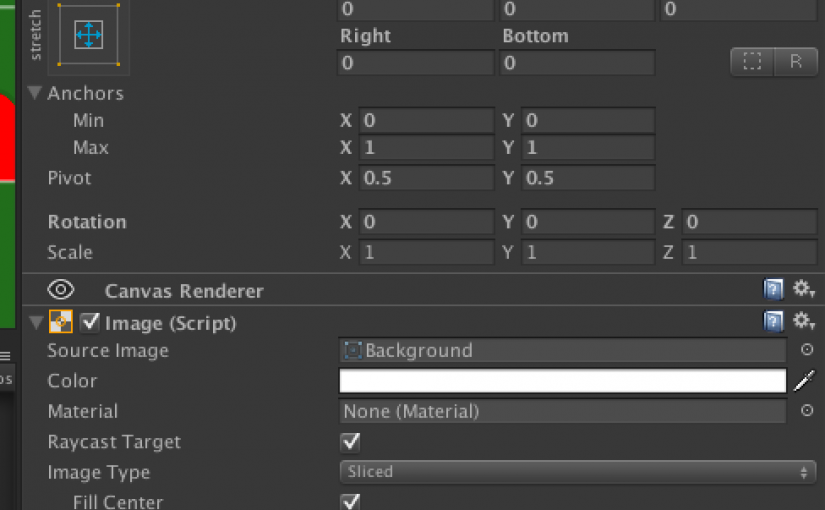 stretch
0 0 0
Right Bottom
0 0
R
Anchors
Min X 0 Y 0
Max X 1 Y 1
Pivot X 0.5 Y 0.5
Rotation X 0 Y 0 Z 0
Scale X 1 Y 1 Z 1
Canvas Renderer
Image (Script)
Source Image Background
os
Color
Material None (Material)
Raycast Target
Image Type Sliced
Fill Center